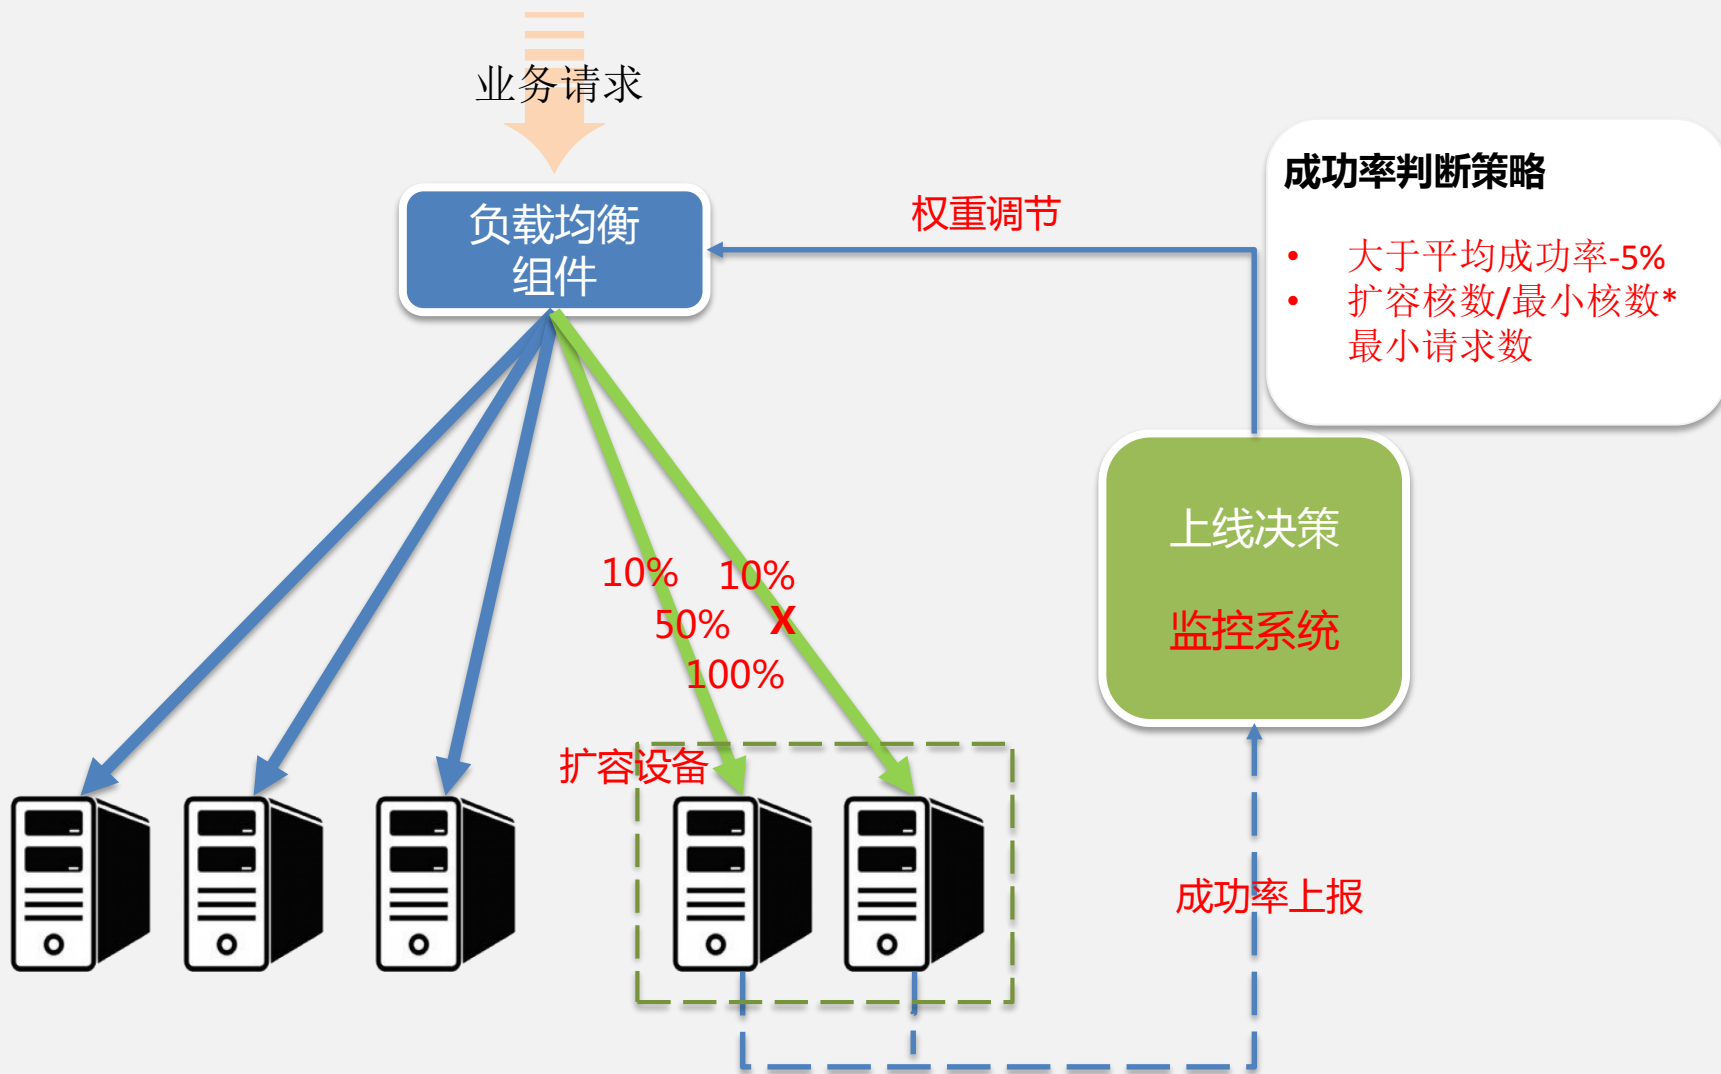 业务请求
负载均衡
组件
权重调节
成功率判断策略
• 大于平均成功率-5%
• 扩容核数/最小核数*
最小请求数
上线决策
监控系统
10% 10%
50% X
100%
扩容设备
成功率上报